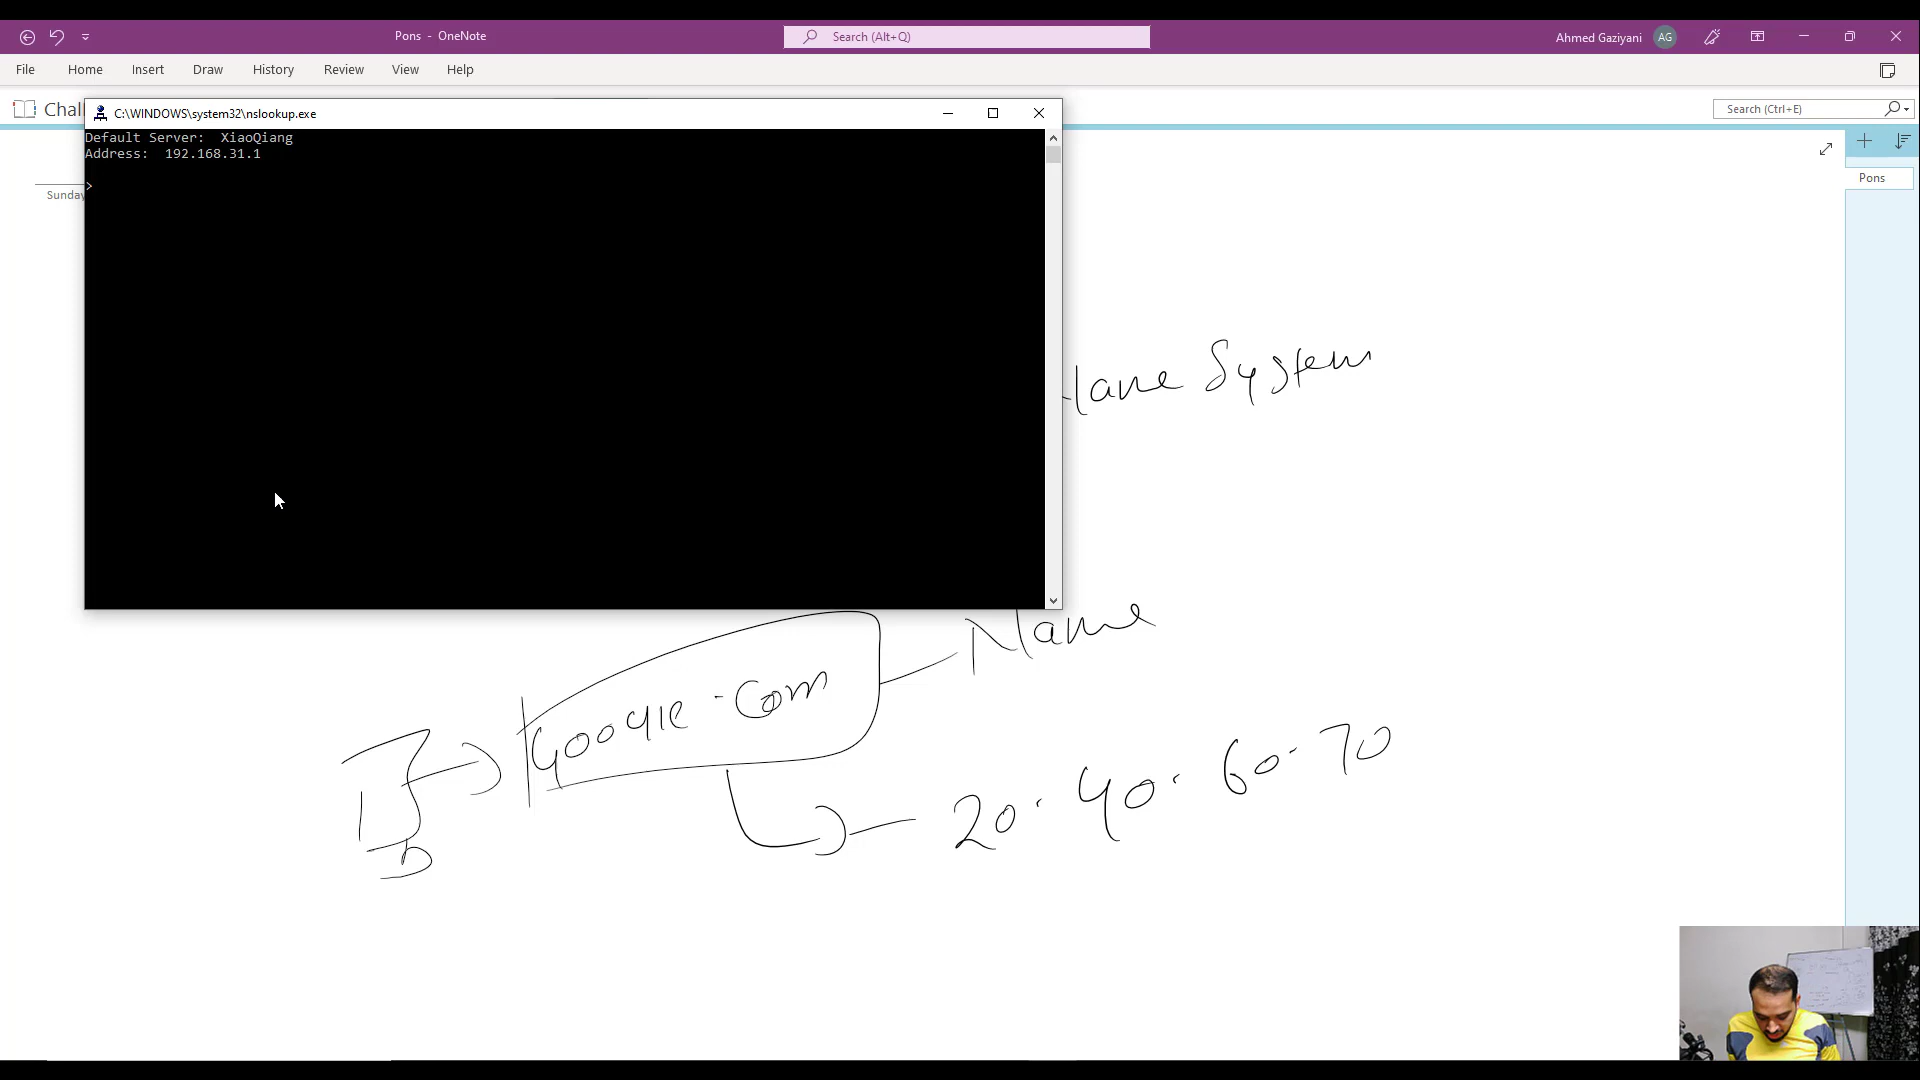 Pons - OneNote
Search (Alt+Q)
Ahmed Gaziyani
AG
File
Home
Insert
Draw
History
Review
View
Help
Chall
Search (Ctrl+E)
C:\WINDOWS\system32\nslookup.exe
Default Server: XiaoQiang
Address: 192.168.31.1
>
Sunday
Pons
Name System
Name
Google.com
20.40.60.70